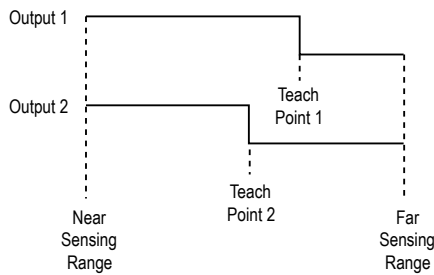 Output 1
Teach
Point 1
Output 2
Teach
Point 2
Near
Sensing
Range
Far
Sensing
Range